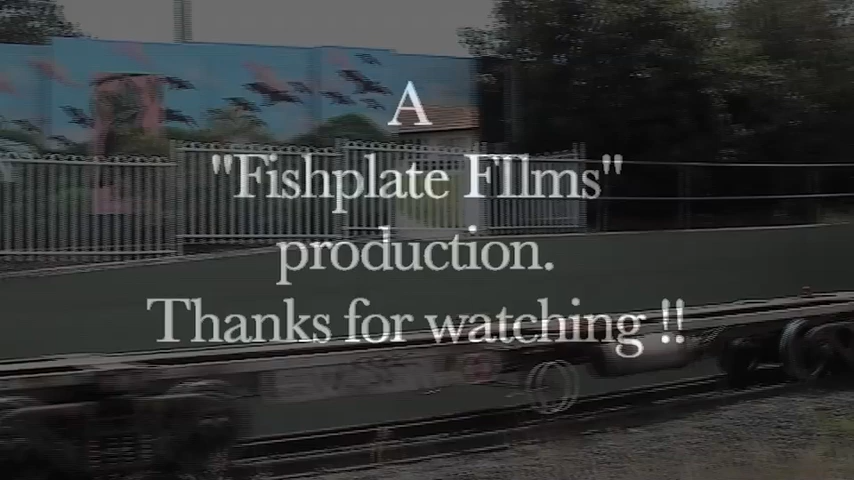 A
"Fishplate FIlms"
production.
Thanks for watching !!